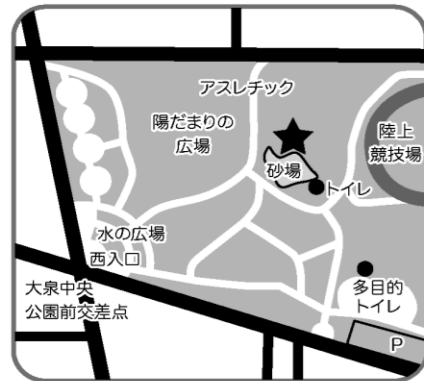 アスレチック
陽だまりの
広場
陸上
競技場
砂場
トイレ
水の広場
西入口
大泉中央
公園前交差点
多目的
トイレ
P